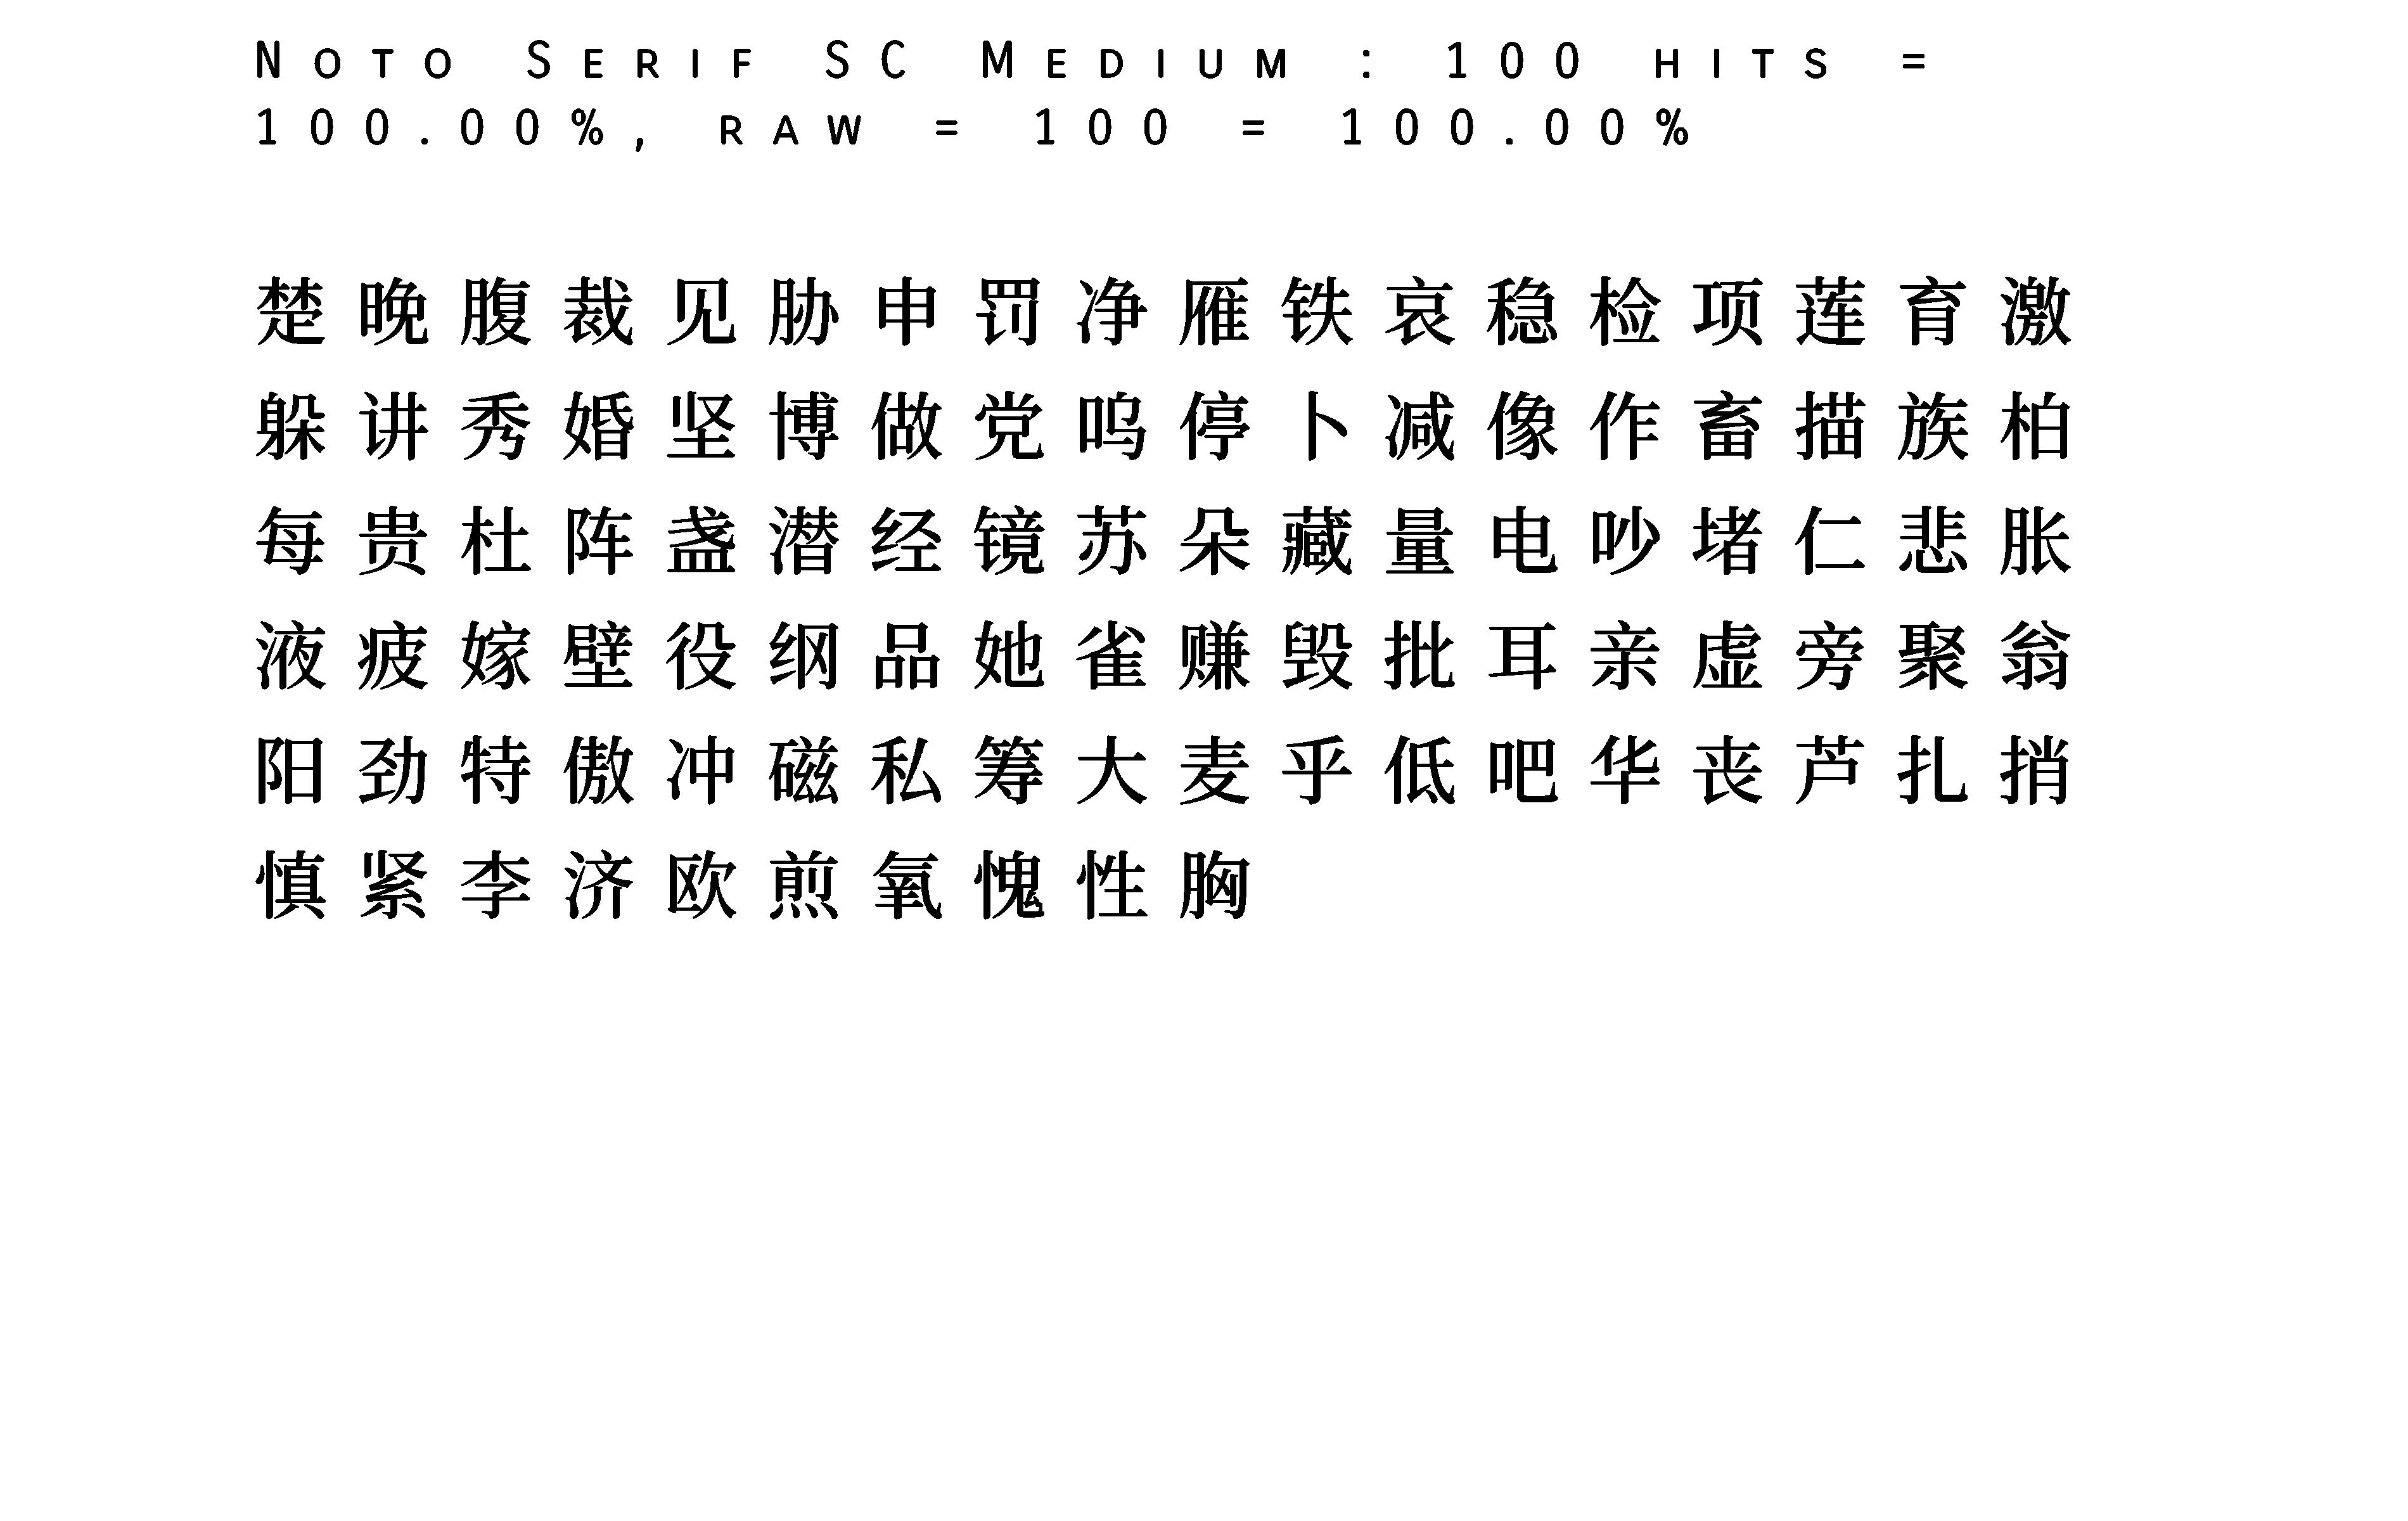 Noto Serif SC Medium : 100 hits =
100.00%, raw = 100 = 100.00%
楚晚腹裁见胁申罚净雁铁哀稳检项莲育激
躲讲秀婚坚博做党鸣停卜减像作畜描族柏
每贵杜阵盏潜经镜苏朵藏量电吵堵仁悲胀
液疲嫁壁役纲品她雀赚毁批耳亲虚旁聚翁
阳劲特傲冲磁私筹大麦乎低吧华丧芦扎捎
慎紧李济欧煎氧愧性胸